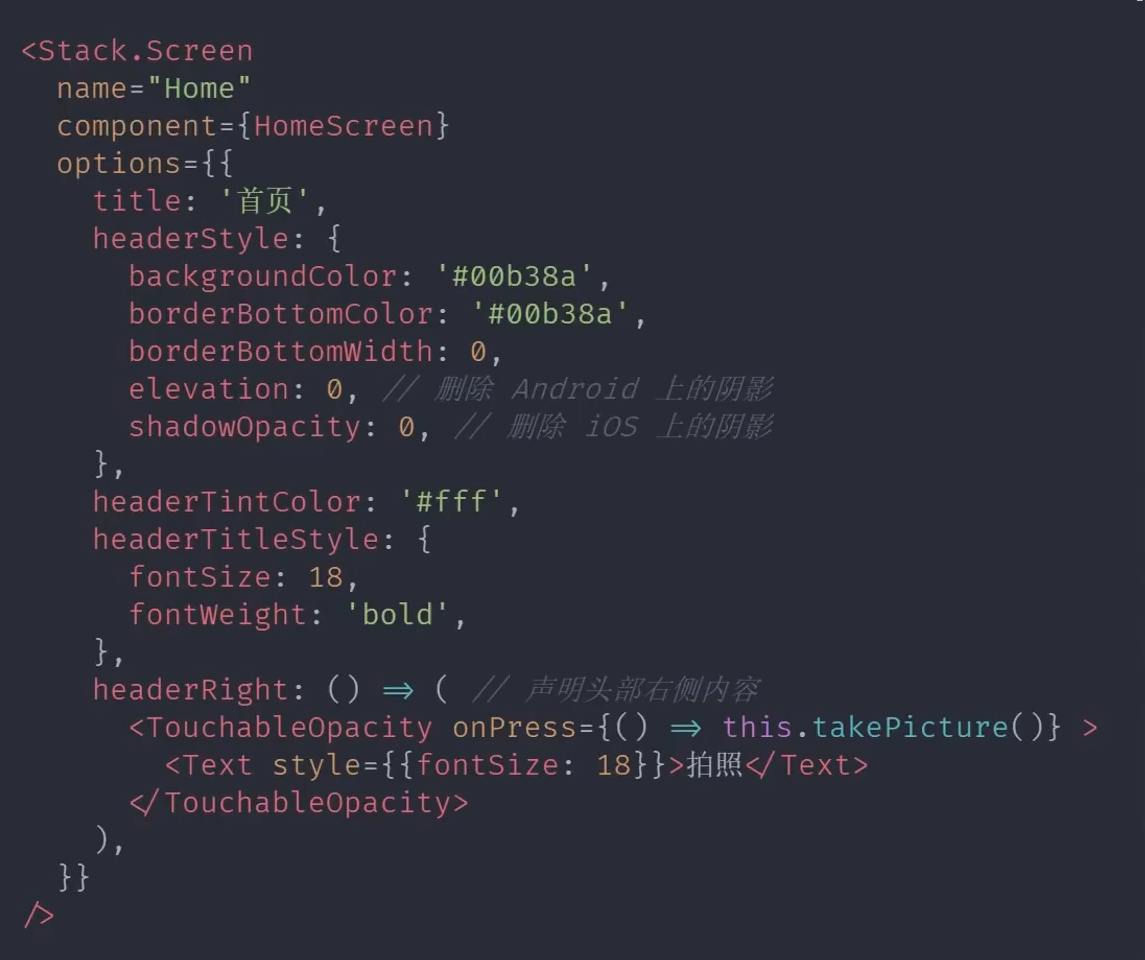 <Stack.Screen
  name="Home"
  component={HomeScreen}
  options={{
    title: '首页',
    headerStyle: {
      backgroundColor: '#00b38a',
      borderBottomColor: '#00b38a',
      borderBottomWidth: 0,
      elevation: 0, // 删除 Android 上的阴影
      shadowOpacity: 0, // 删除 iOS 上的阴影
    },
    headerTintColor: '#fff',
    headerTitleStyle: {
      fontSize: 18,
      fontWeight: 'bold',
    },
    headerRight: () => ( // 声明头部右侧内容
      <TouchableOpacity onPress={() => this.takePicture()} >
        <Text style={{fontSize: 18}}>拍照</Text>
      </TouchableOpacity>
    ),
  }}
/>